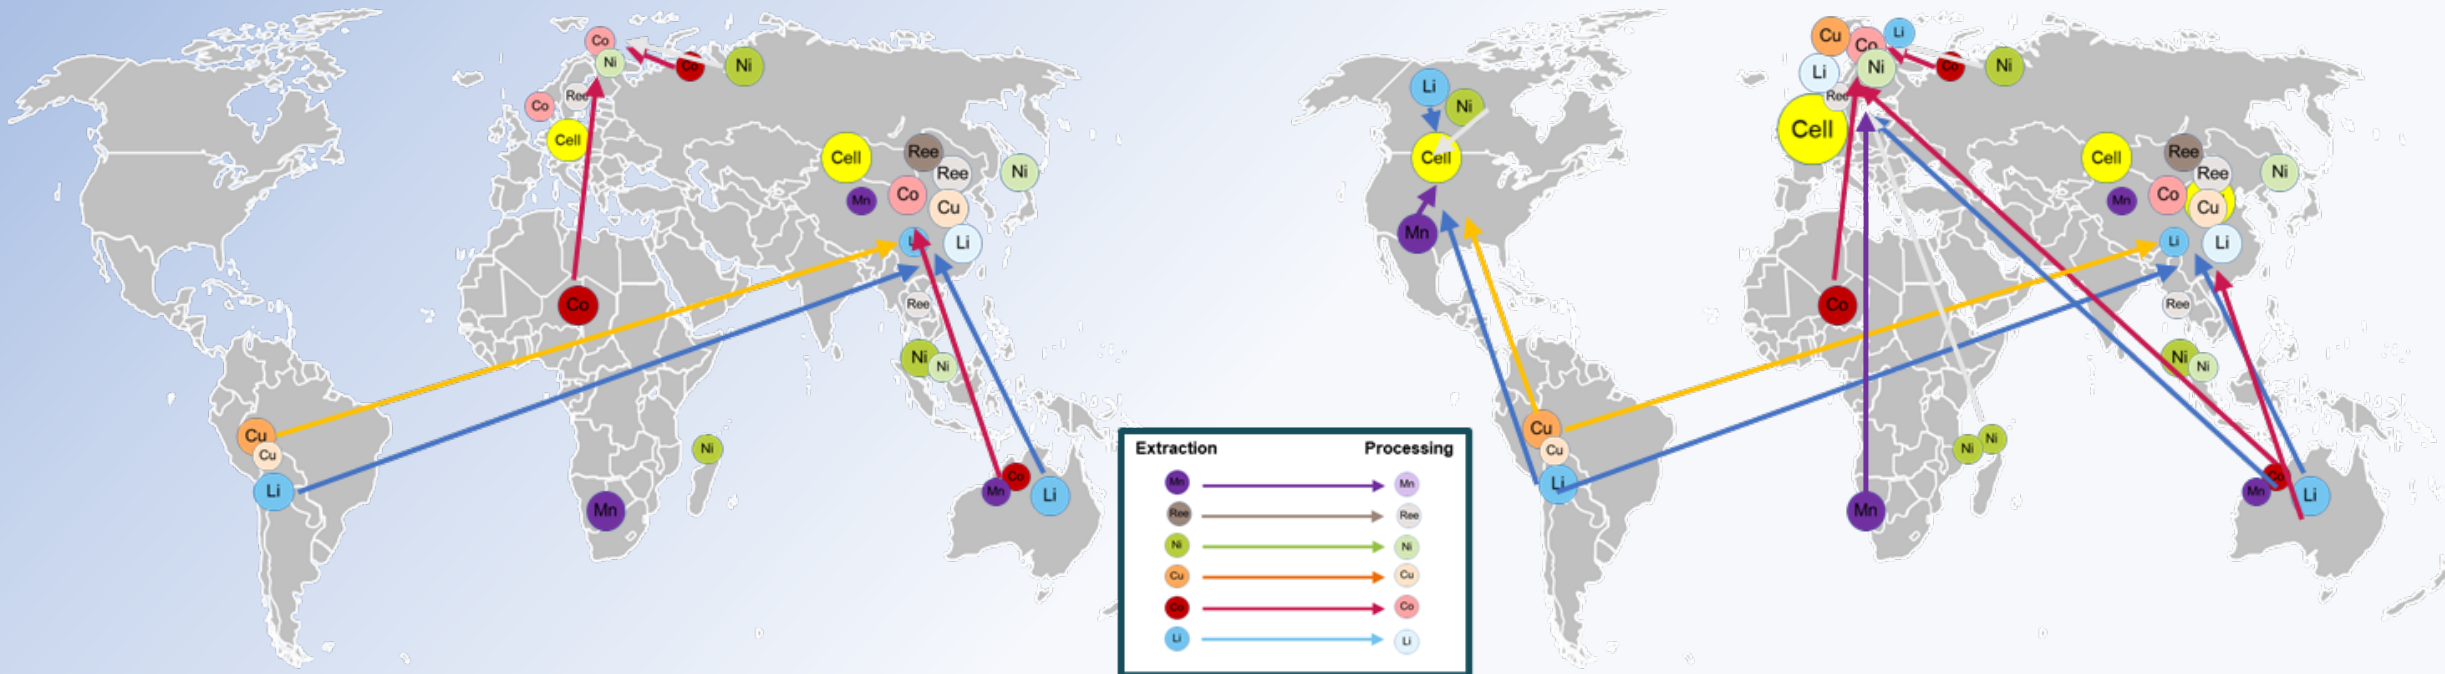 Co
Ni
Co
Ni
Ree
Co
Cell
Cell
Ree
Ree
Ni
Mn
Co
Cu
Li
Li
Co
Ree
Ni
Ni
Cu
Cu
Ni
Li
Mn
Co
Mn
Li
Extraction Processing
Mn Mn
Ree Ree
Ni Ni
Cu Cu
Co Co
Li Li
Li
Ni
Cell
Mn
Cu
Li
Co
Li
Ni
Ree
Co
Ni
Cell
Cell
Ree
Ree
Ni
Mn
Co
Cu
Li
Li
Co
Ree
Ni
Ni
Cu
Cu
Li
Ni
Ni
Mn
Co
Mn
Li